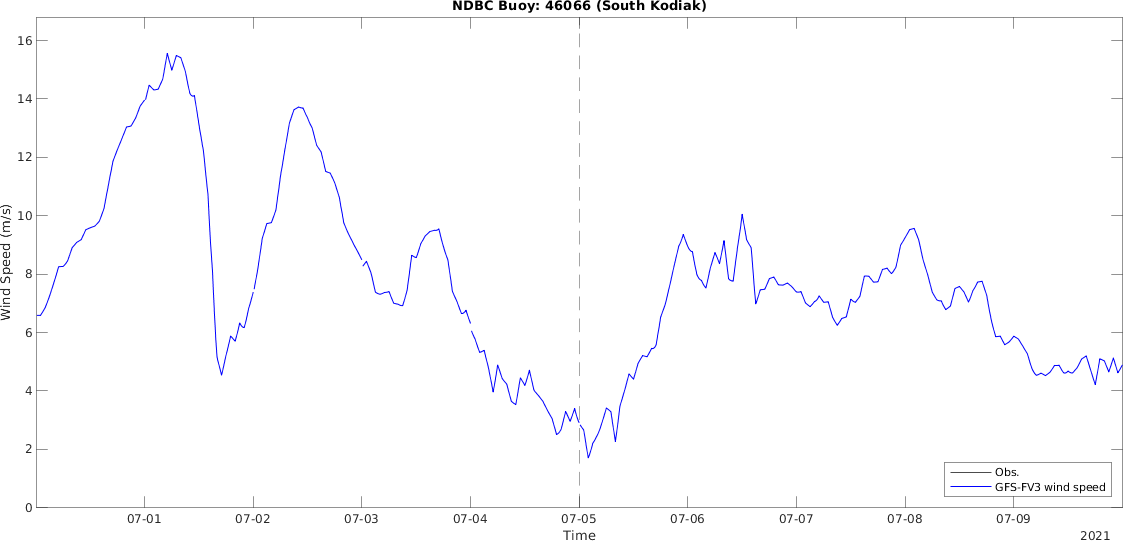 NDBC Buoy: 46066 (South Kodiak)
16
14
12
10
8
6
4
2
0
Wind Speed (m/s)
Obs.
GFS-FV3 wind speed
07-01 07-02 07-03 07-04 07-05 07-06 07-07 07-08 07-09
Time
2021